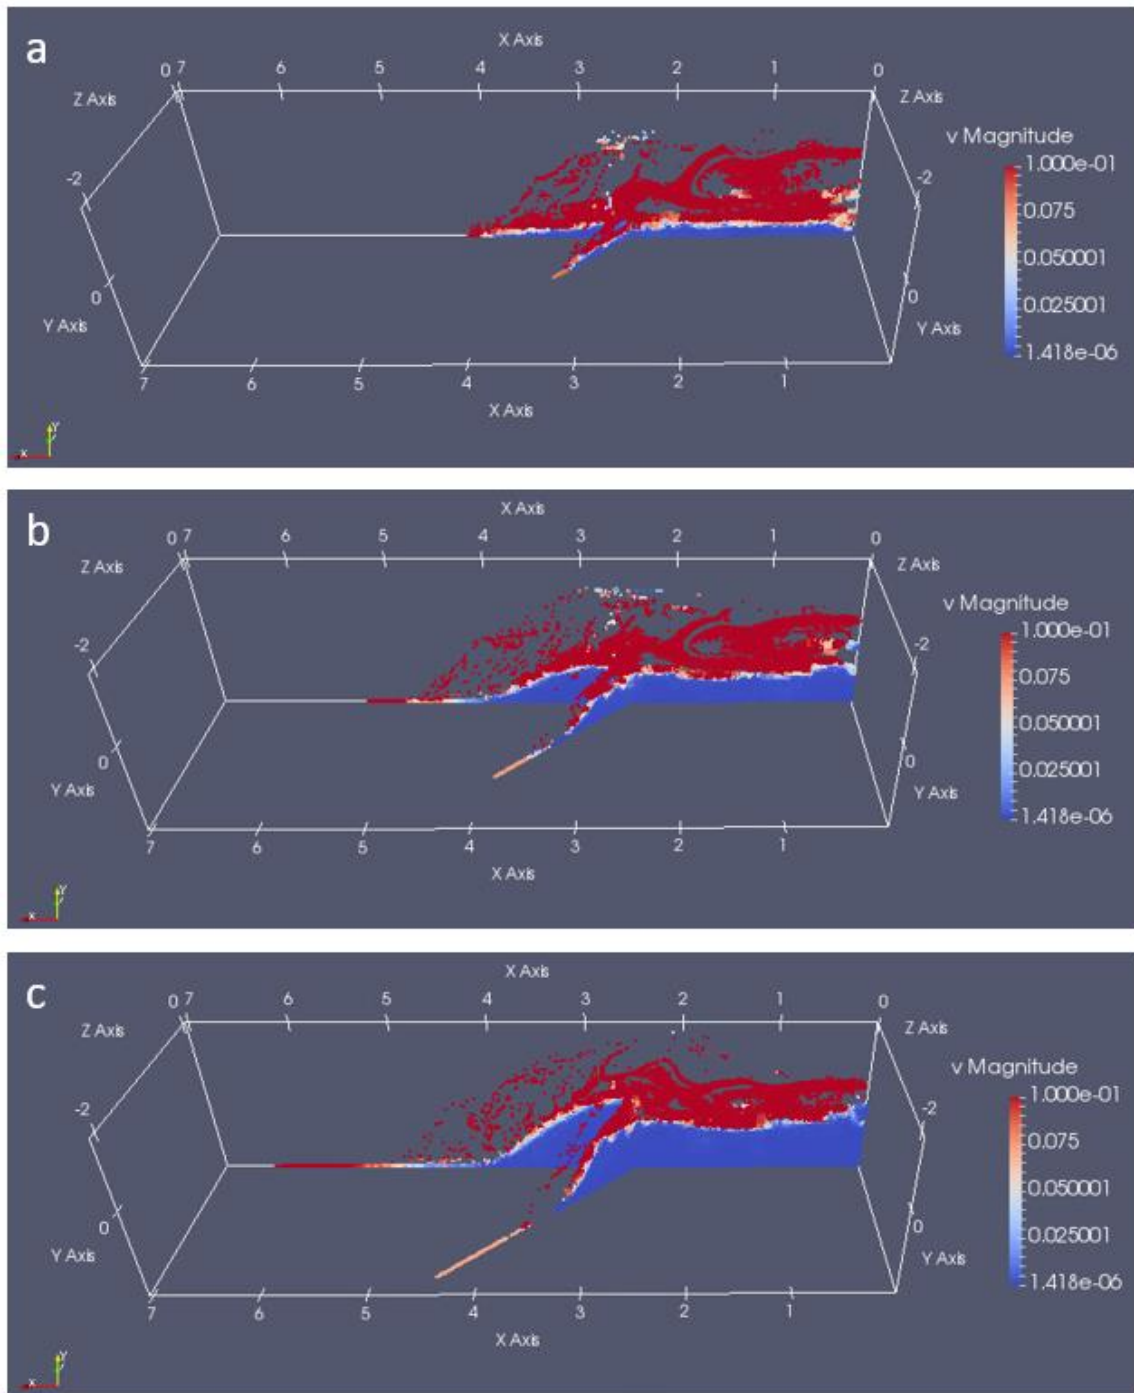 a
X Axis
0 7 6 5 4 3 2 1 0
Z Axis Z Axis
v Magnitude
1.000e-01
-2 -2
0.075
0.050001
0 0
0.025001
Y Axis Y Axis
1.418e-06
7 6 5 4 3 2 1
X Axis
Y
X
b
X Axis
0 7 6 5 4 3 2 1 0
Z Axis Z Axis
v Magnitude
1.000e-01
-2 -2
0.075
0.050001
0 0
0.025001
Y Axis Y Axis
1.418e-06
7 6 5 4 3 2 1
X Axis
Y
X
c
X Axis
0 7 6 5 4 3 2 1 0
Z Axis Z Axis
v Magnitude
1.000e-01
-2 -2
0.075
0.050001
0 0
0.025001
Y Axis Y Axis
1.418e-06
7 6 5 4 3 2 1
X Axis
Y
X